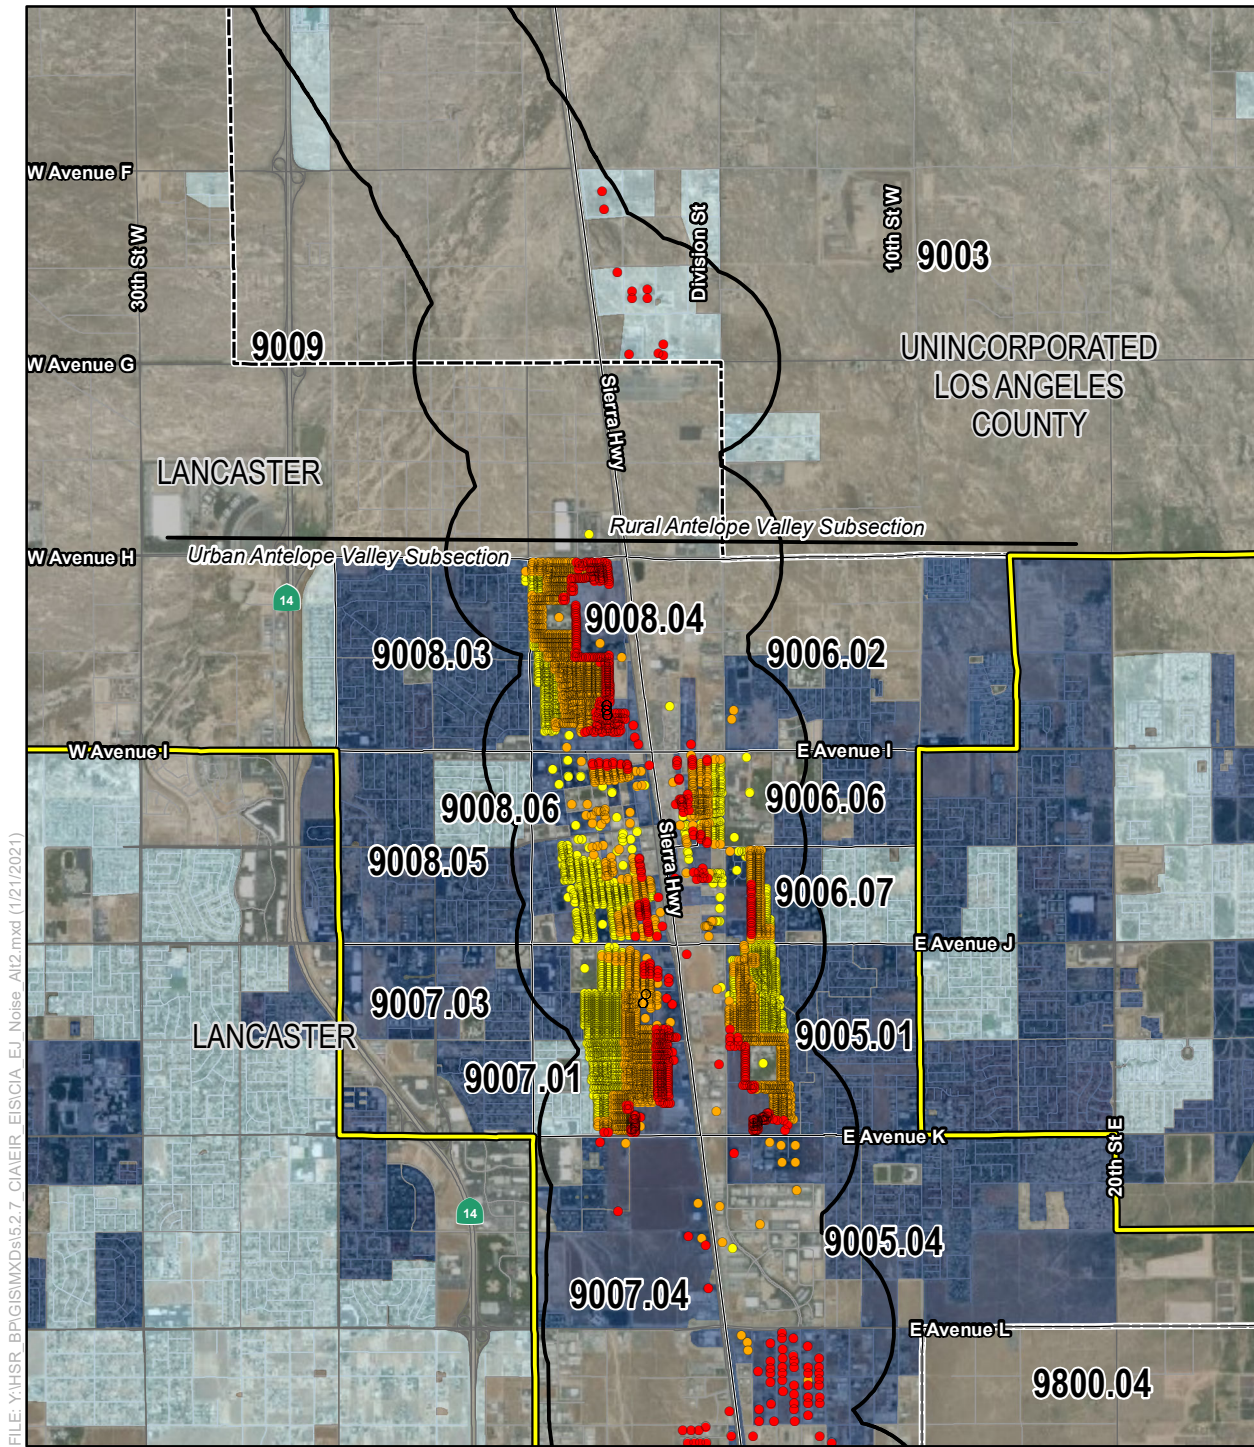 W Avenue F
30th St W
Division St
10th St W
9003
9009
W Avenue G
UNINCORPORATED
LOS ANGELES
COUNTY
Sierra Hwy
LANCASTER
Rural Antelope Valley Subsection
W Avenue H
Urban Antelope Valley Subsection
14
9008.04
9008.03
9006.02
W Avenue I
E Avenue I
9008.06
9006.06
Sierra Hwy
9008.05
9006.07
E Avenue J
9007.03
LANCASTER
9005.01
9007.01
E Avenue K
20th St E
14
9005.04
9007.04
E Avenue L
9800.04
FILE: Y:\HSR_BP\GIS\MXDs\5.2.7_CIA\EIR_EIS\CIA_EJ_Noise_Alt2.mxd (1/21/2021)